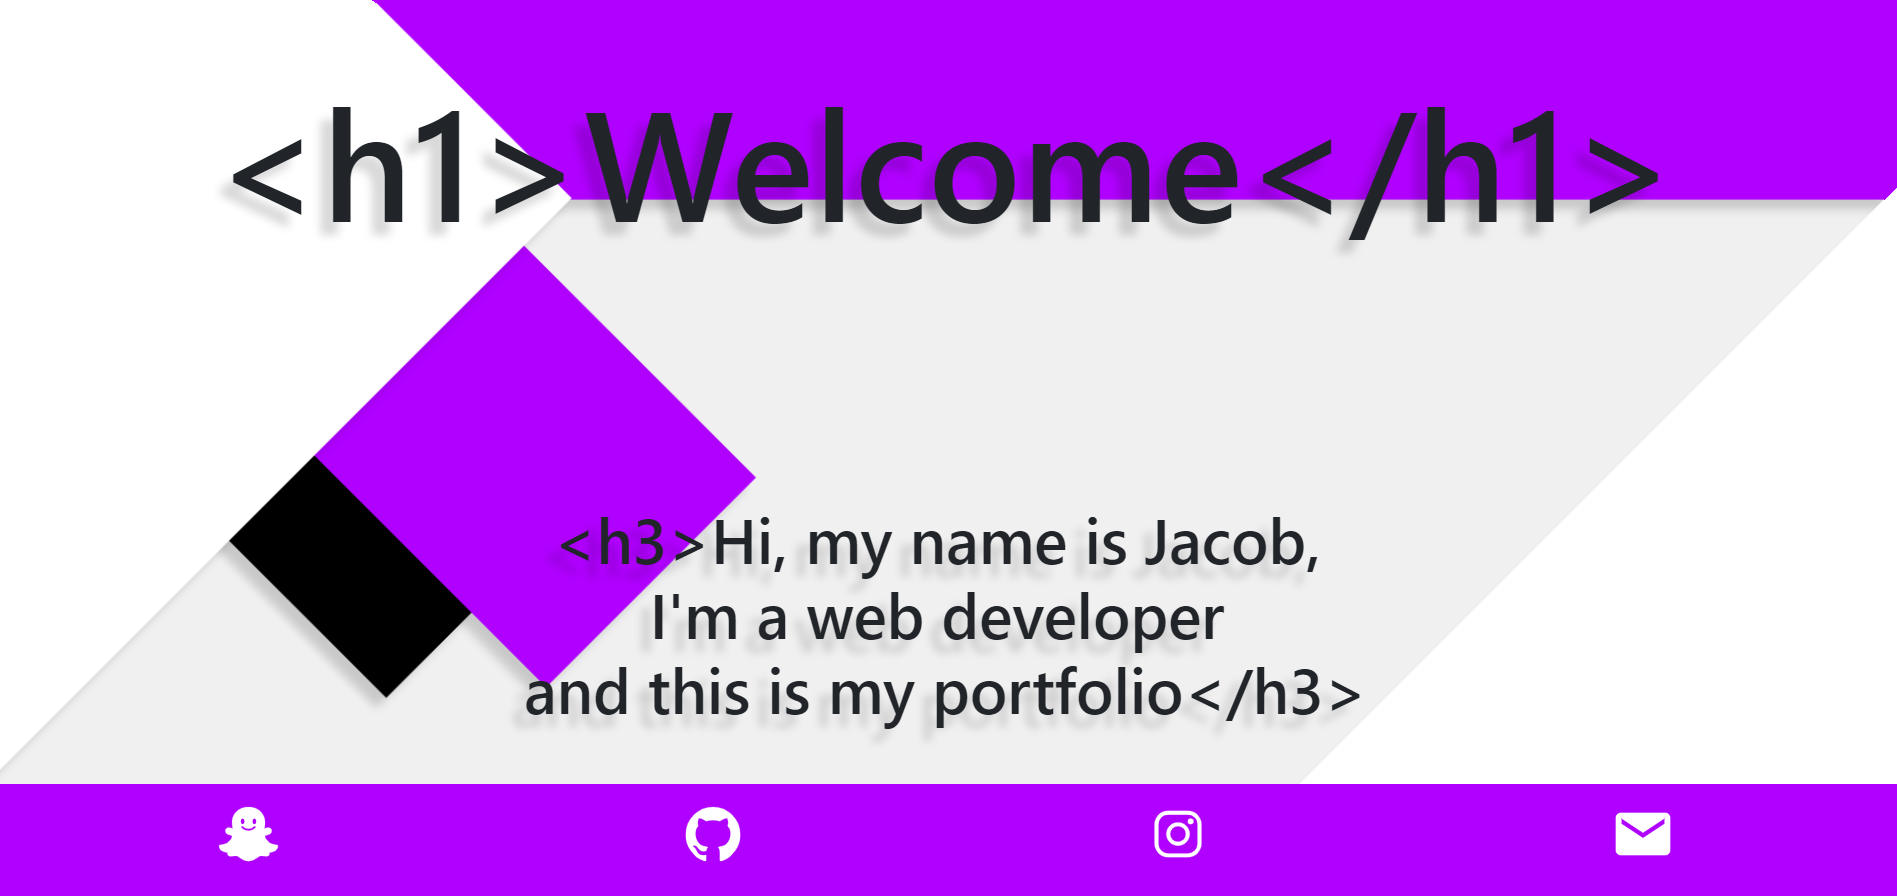 <h1>Welcome</h1>
<h3>Hi, my name is Jacob,
I'm a web developer
and this is my portfolio</h3>